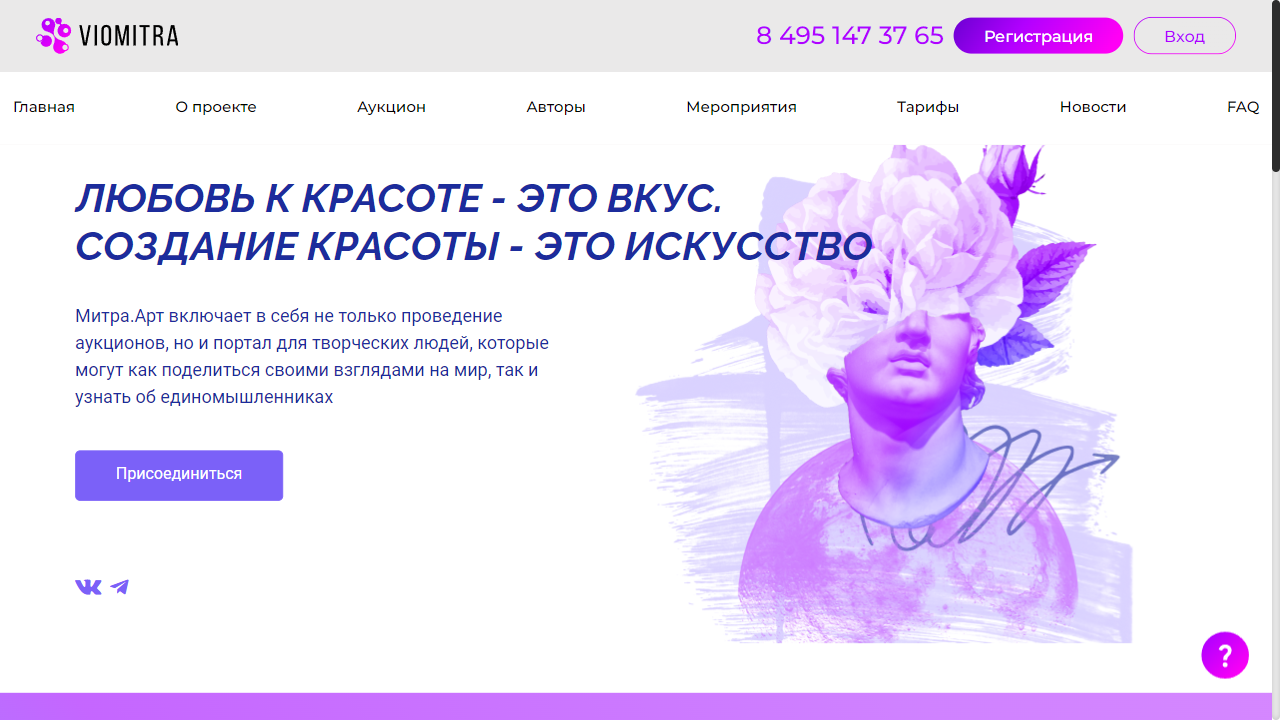 VIOMITRA
8 495 147 37 65
Регистрация
Вход
Главная
О проекте
Аукцион
Авторы
Мероприятия
Тарифы
Новости
FAQ
ЛЮБОВЬ К КРАСОТЕ - ЭТО ВКУС.
СОЗДАНИЕ КРАСОТЫ - ЭТО ИСКУССТВО
Митра.Арт включает в себя не только проведение
аукционов, но и портал для творческих людей, которые
могут как поделиться своими взглядами на мир, так и
узнать об единомышленниках
Присоединиться
?